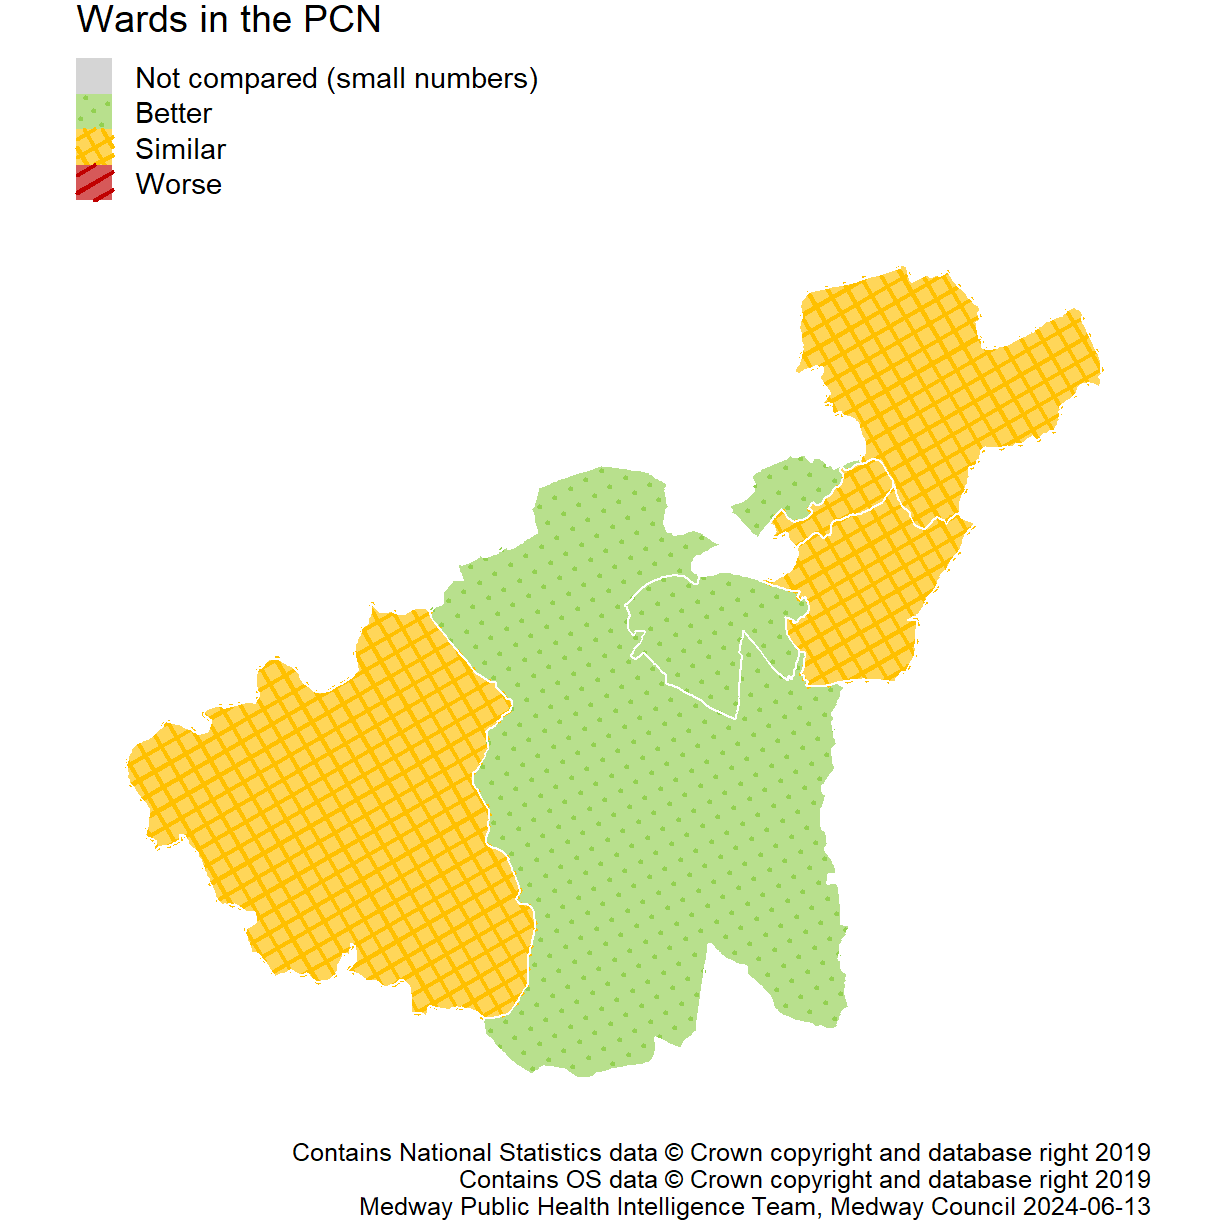 Wards in the PCN
Not compared (small numbers)
Better
Similar
Worse
Contains National Statistics data © Crown copyright and database right 2019
Contains OS data © Crown copyright and database right 2019
Medway Public Health Intelligence Team, Medway Council 2024-06-13